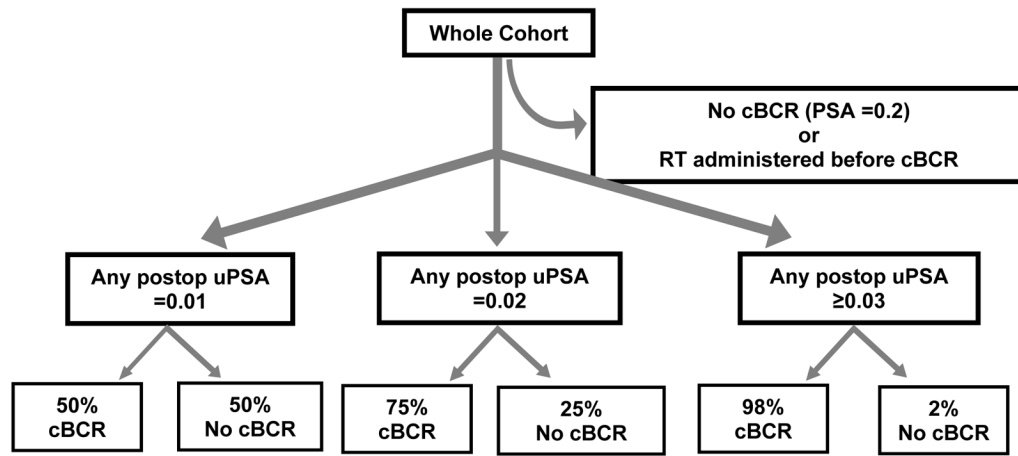 Whole Cohort
No cBCR (PSA =0.2)
or
RT administered before cBCR
Any postop uPSA
=0.01
Any postop uPSA
=0.02
Any postop uPSA
≥0.03
50%
cBCR
50%
No cBCR
75%
cBCR
25%
No cBCR
98%
cBCR
2%
No cBCR